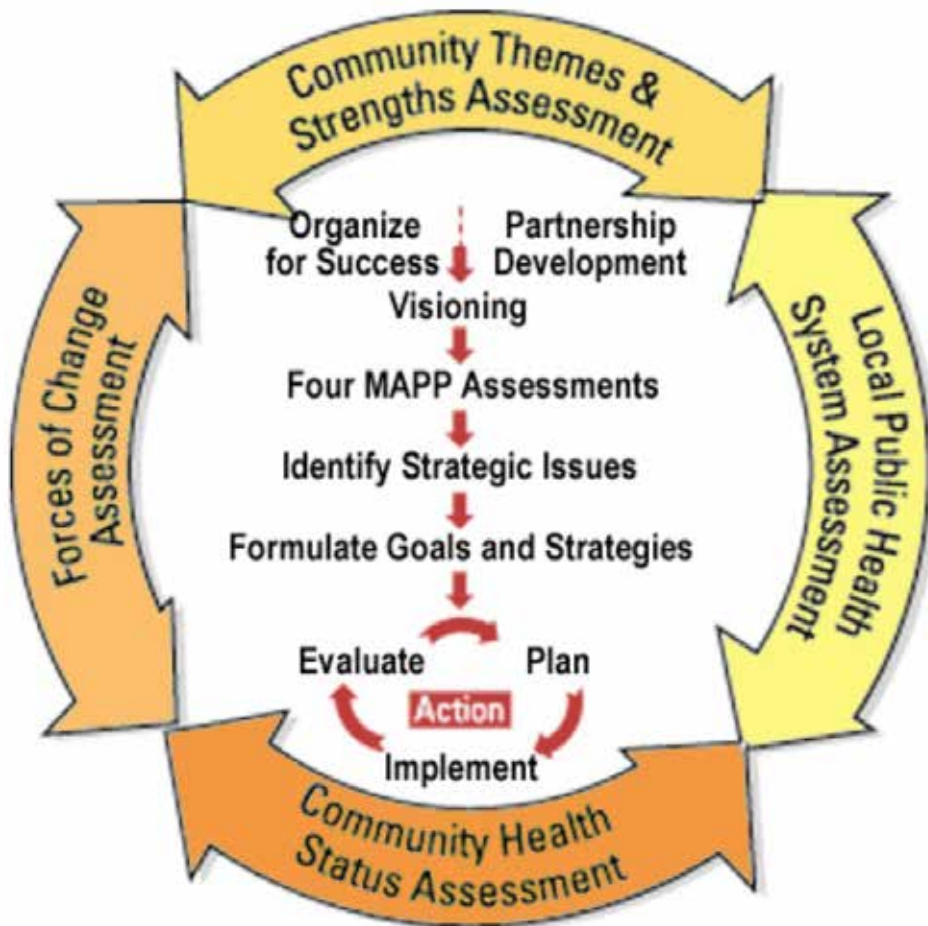 Community Themes &
Strengths Assessment
Organize
for Success
Partnership
Development
Visioning
Four MAPP Assessments
Identify Strategic Issues
Formulate Goals and Strategies
Evaluate
Plan
Action
Implement
Forces of Change
Assessment
Local Public Health
System Assessment
Community Health
Status Assessment